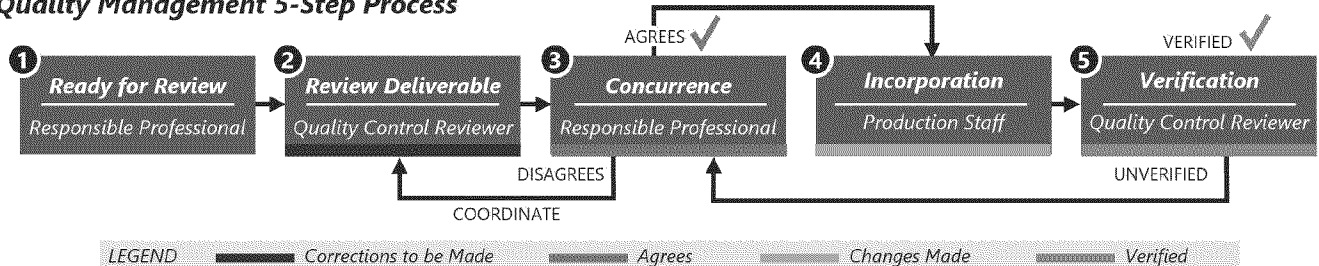 Quality Management 5-Step Process
AGREES
VERIFIED
1
Ready for Review
Responsible Professional
2
Review Deliverable
Quality Control Reviewer
3
Concurrence
Responsible Professional
4
Incorporation
Production Staff
5
Verification
Quality Control Reviewer
DISAGREES
COORDINATE
UNVERIFIED
LEGEND Corrections to be Made Agrees Changes Made Verified